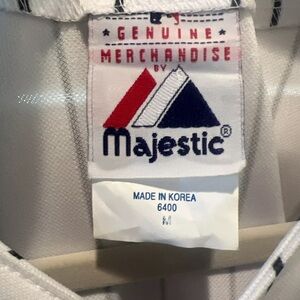 GENUINE
MERCHANDISE
BY
Majestic®
MADE IN KOREA
6400
M